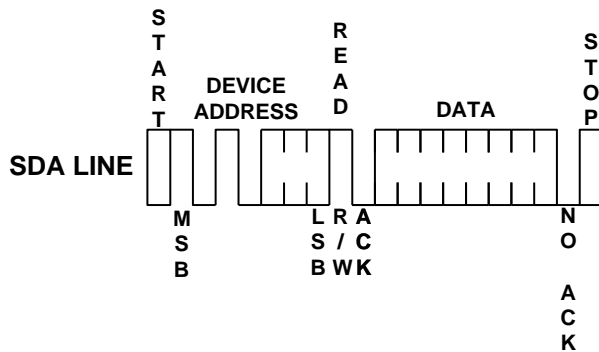 START
DEVICE
ADDRESS
READ
DATA
STOP
SDA LINE
MSB
LSB
R/W
ACK
NO ACK